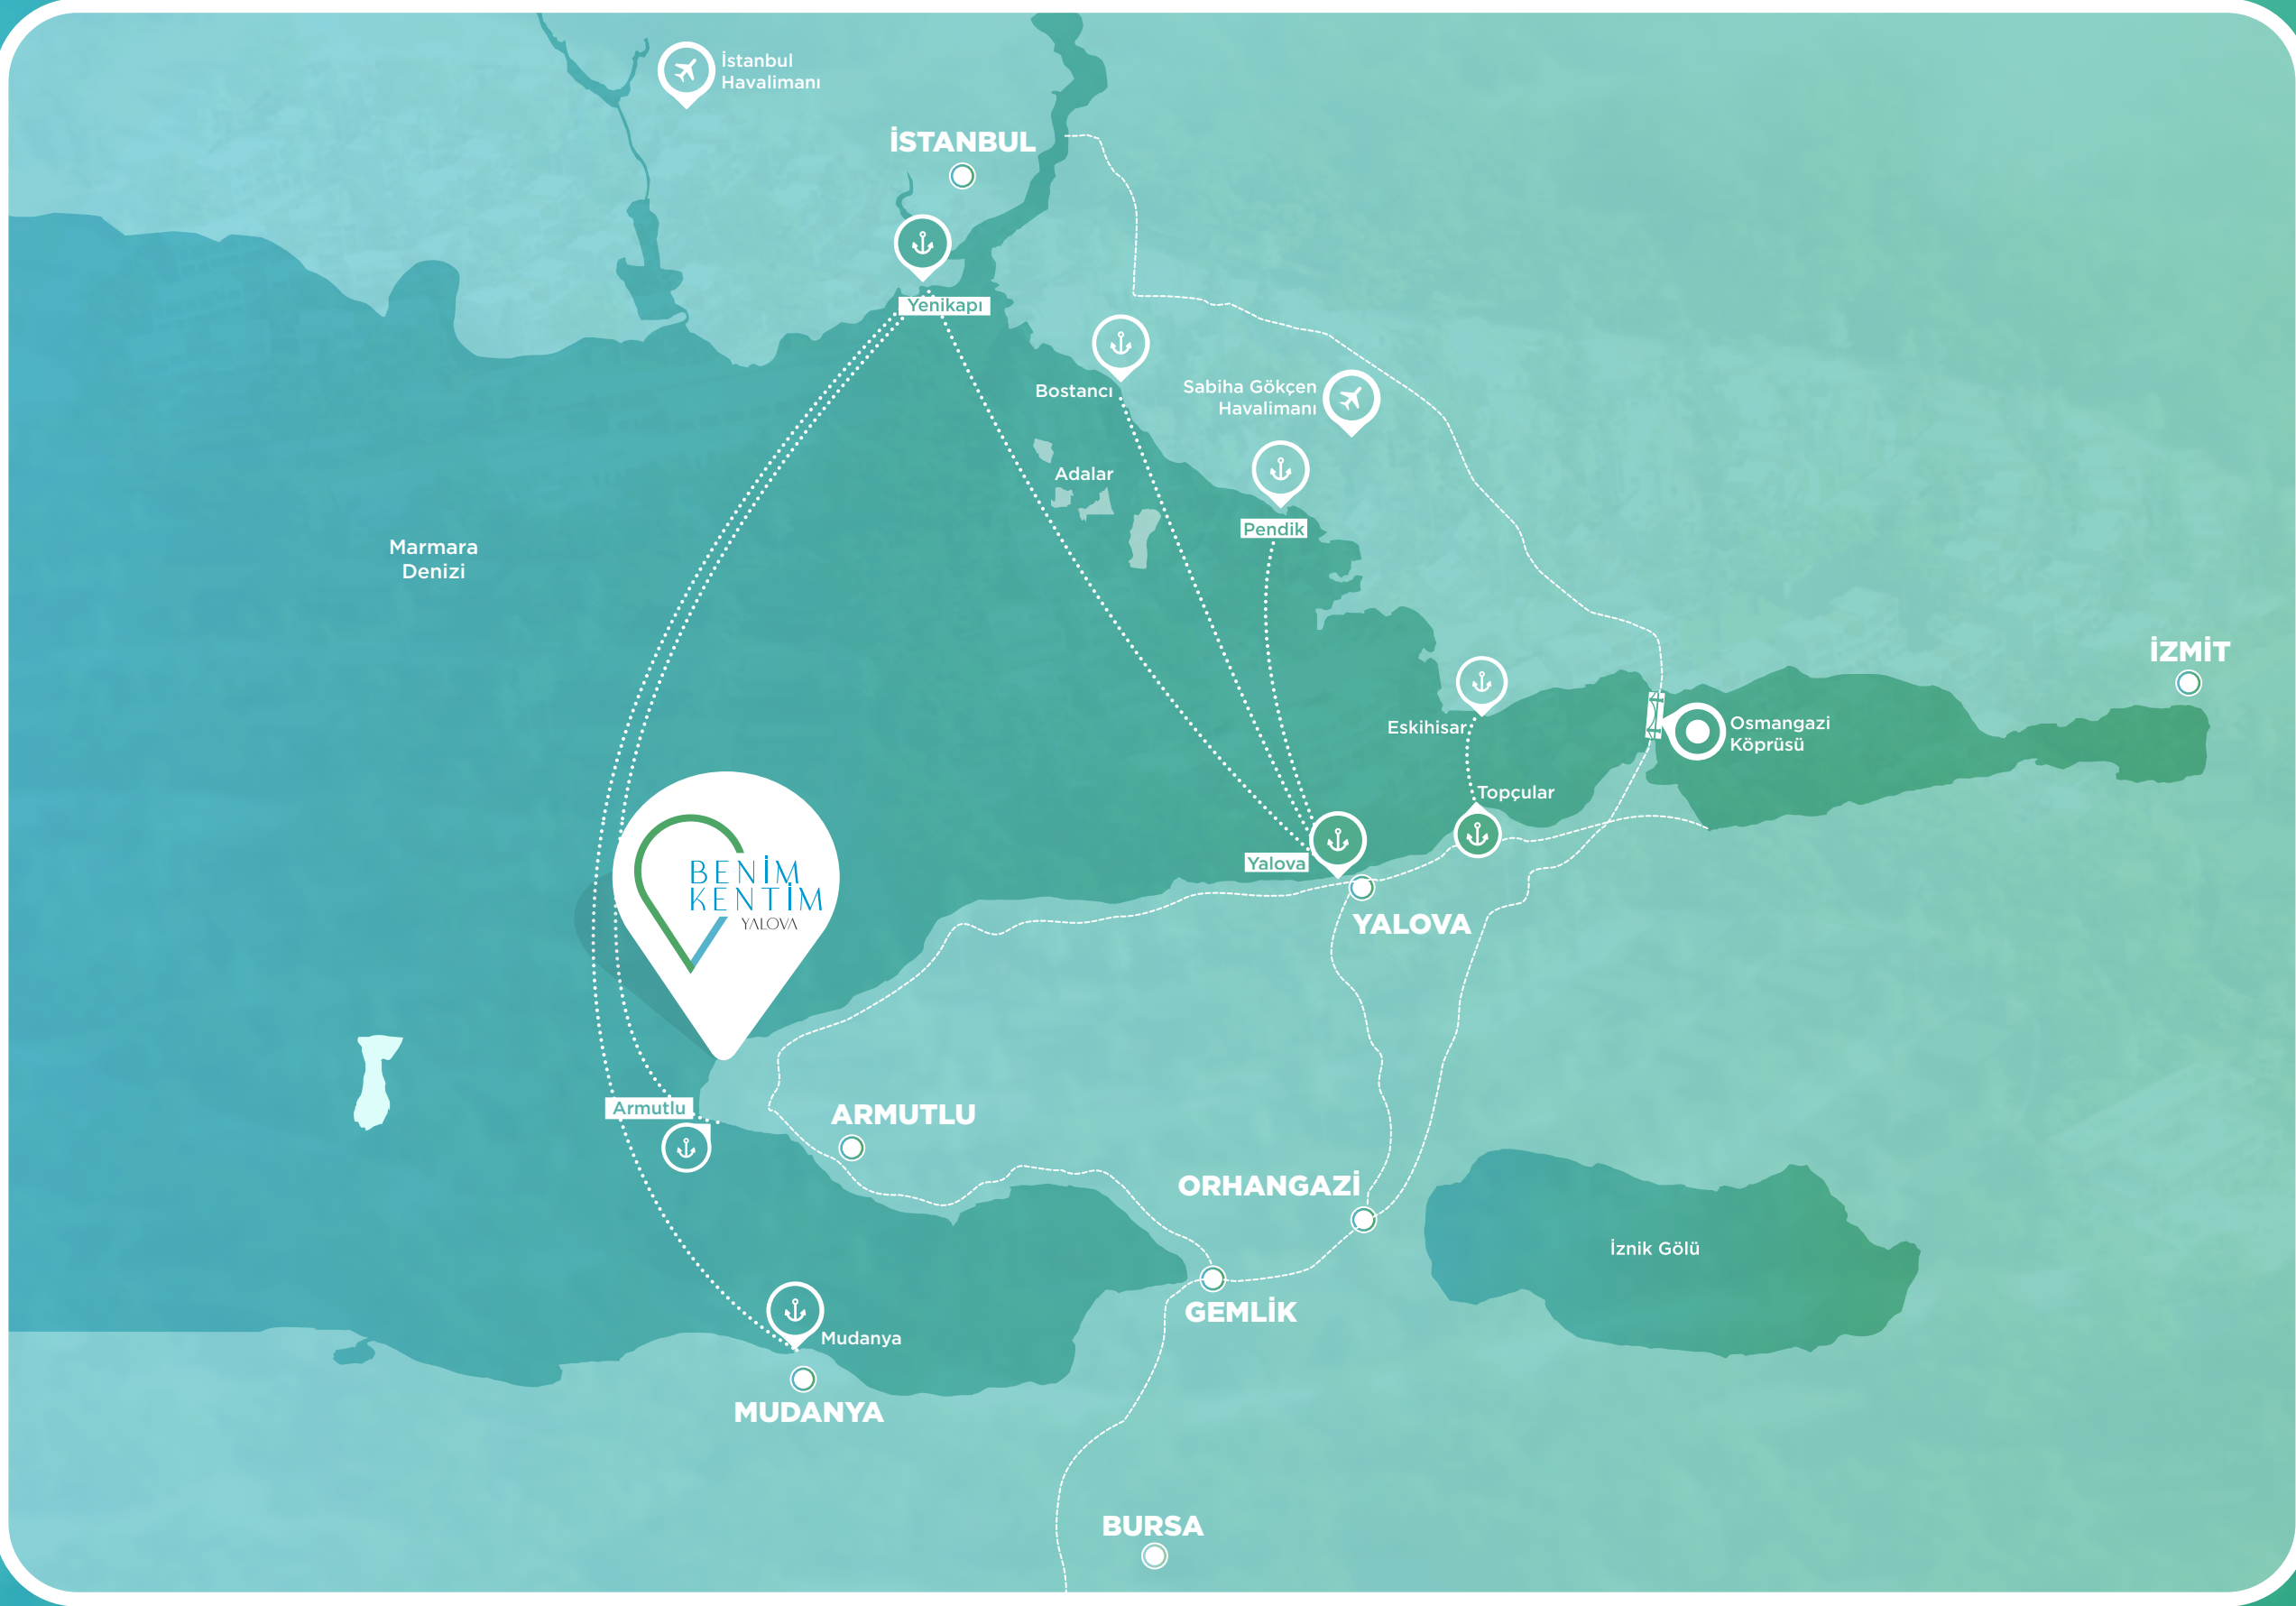 İstanbul
Havalimanı
İSTANBUL
Yenikapı
Bostancı
Sabiha Gökçen
Havalimanı
Adalar
Pendik
Marmara
Denizi
İZMİT
Eskihisar
Osmangazi
Köprüsü
Topçular
Yalova
YALOVA
BENİM
KENTİM
YALOVA
Armutlu
ARMUTLU
ORHANGAZİ
İznik Gölü
GEMLİK
Mudanya
MUDANYA
BURSA